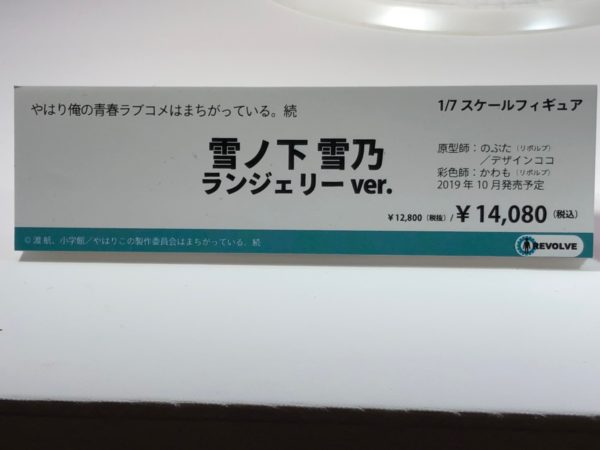 やはり俺の青春ラブコメはまちがっている。続
1/7 スケールフィギュア
雪ノ下 雪乃
ランジェリー ver.
原型師：のぶた（リボルブ）
／デザインココ
彩色師：かわも（リボルブ）
2019 年 10 月発売予定
￥12,800（税抜）/￥14,080（税込）
© 渡 航、小学館／やはりこの製作委員会はまちがっている。続
REVOLVE